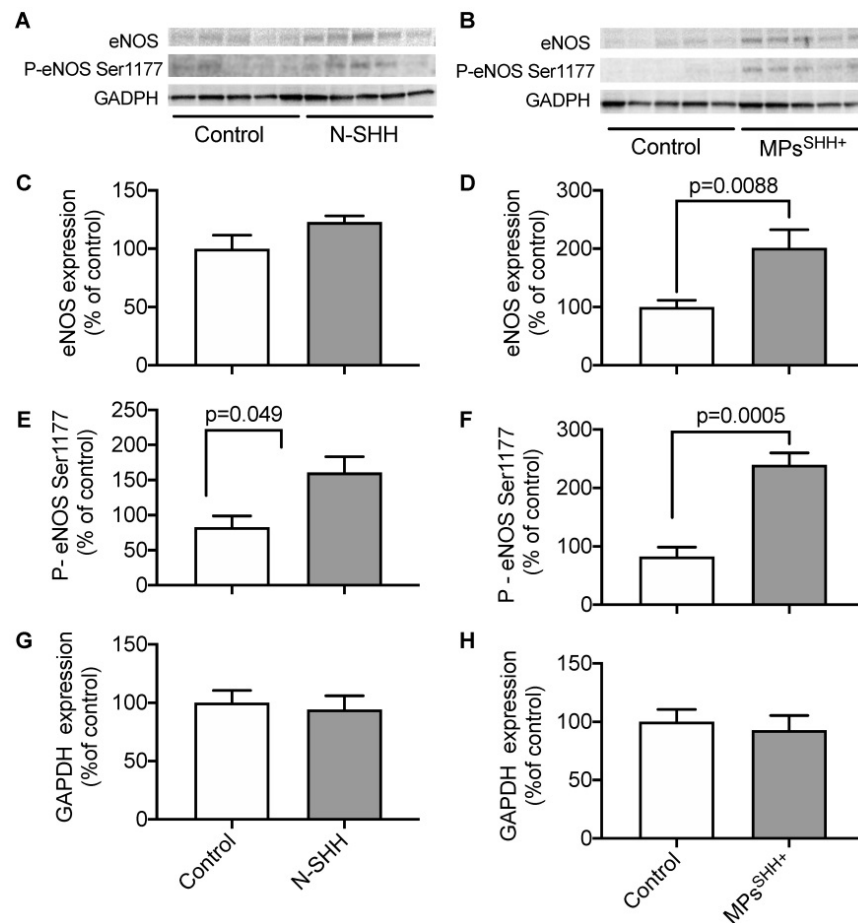 A
eNOS
P-eNOS Ser1177
GADPH
Control N-SHH
B
eNOS
P-eNOS Ser1177
GADPH
Control MPsSHH+
C
eNOS expression
(% of control)
150
100
50
0
D
eNOS expression
(% of control)
300
200
100
0
p=0.0088
E
P- eNOS Ser1177
(% of control)
250
200
150
100
50
0
p=0.049
F
P - eNOS Ser1177
(% of control)
300
200
100
0
p=0.0005
G
GAPDH expression
(%of control)
150
100
50
0
Control
N-SHH
H
GAPDH expression
(%of control)
150
100
50
0
Control
MPsSHH+